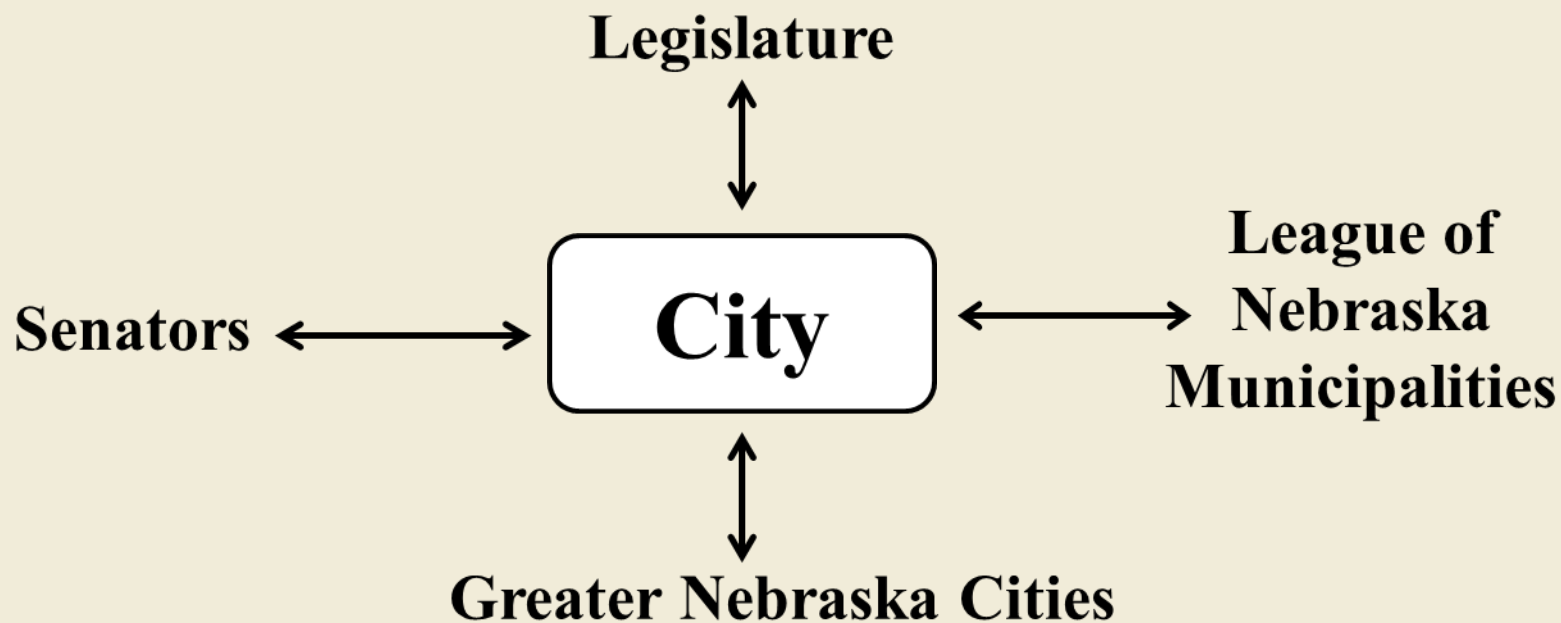 Legislature
League of
Nebraska
Municipalities
Senators
City
Greater Nebraska Cities